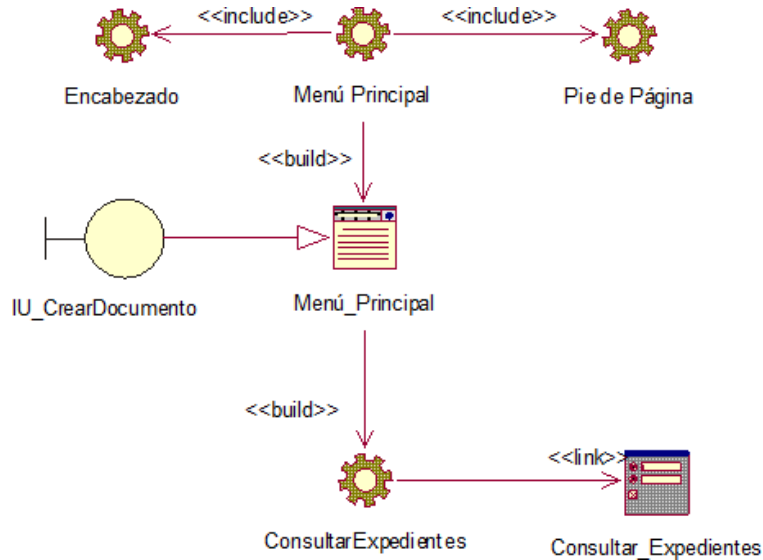 <<include>>
<<include>>
Encabezado
Menú Principal
Pie de Página
<<build>>
IU_CrearDocumento
Menú_Principal
<<build>>
<<link>>
ConsultarExpedientes
Consultar_Expedientes